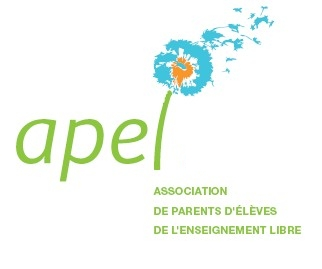 apel
ASSOCIATION
DE PARENTS D'ÉLÈVES
DE L'ENSEIGNEMENT LIBRE